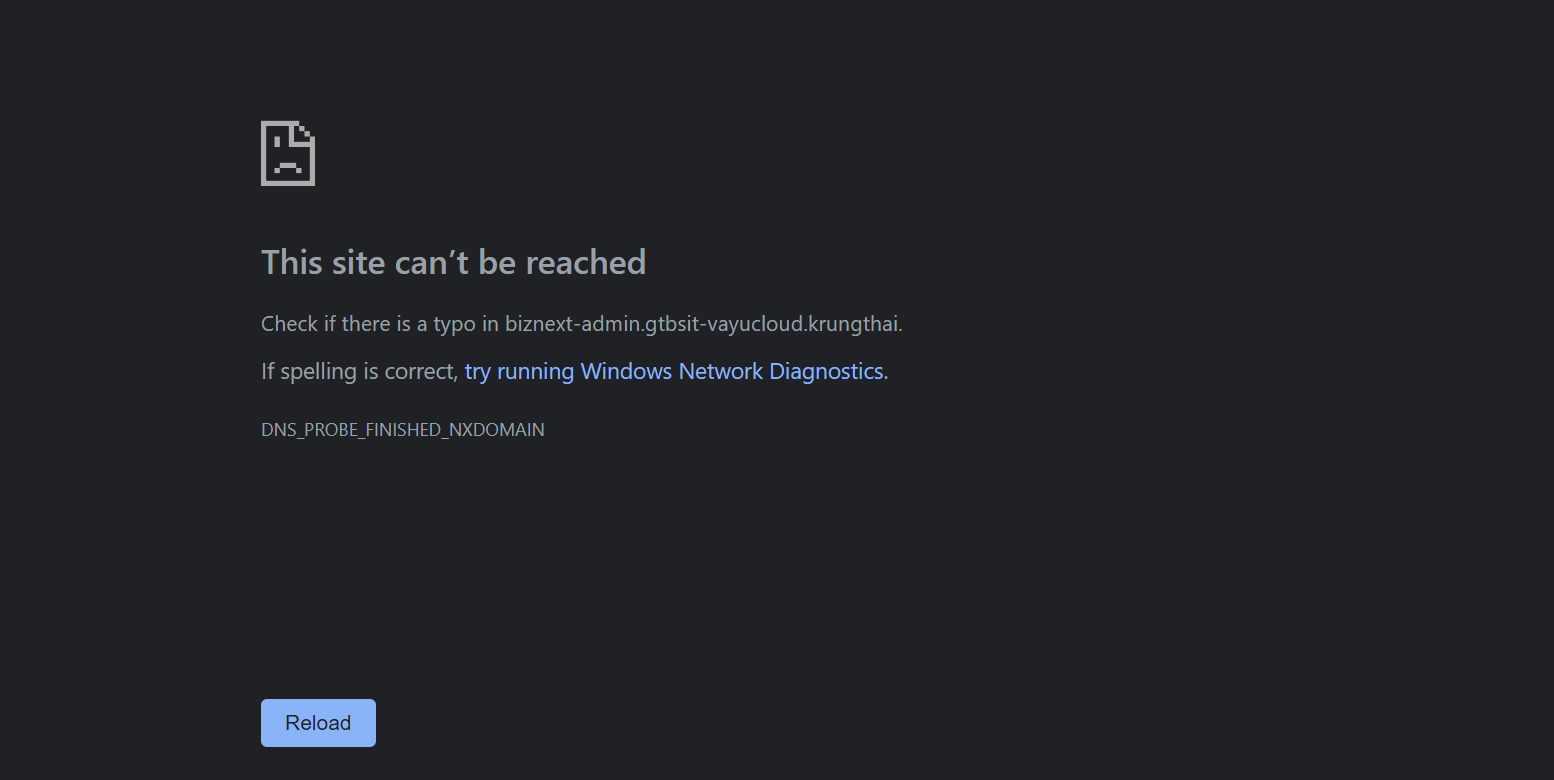 This site can’t be reached
Check if there is a typo in biznext-admin.gtbsit-vayucloud.krungthai.
If spelling is correct, try running Windows Network Diagnostics.
DNS_PROBE_FINISHED_NXDOMAIN
Reload